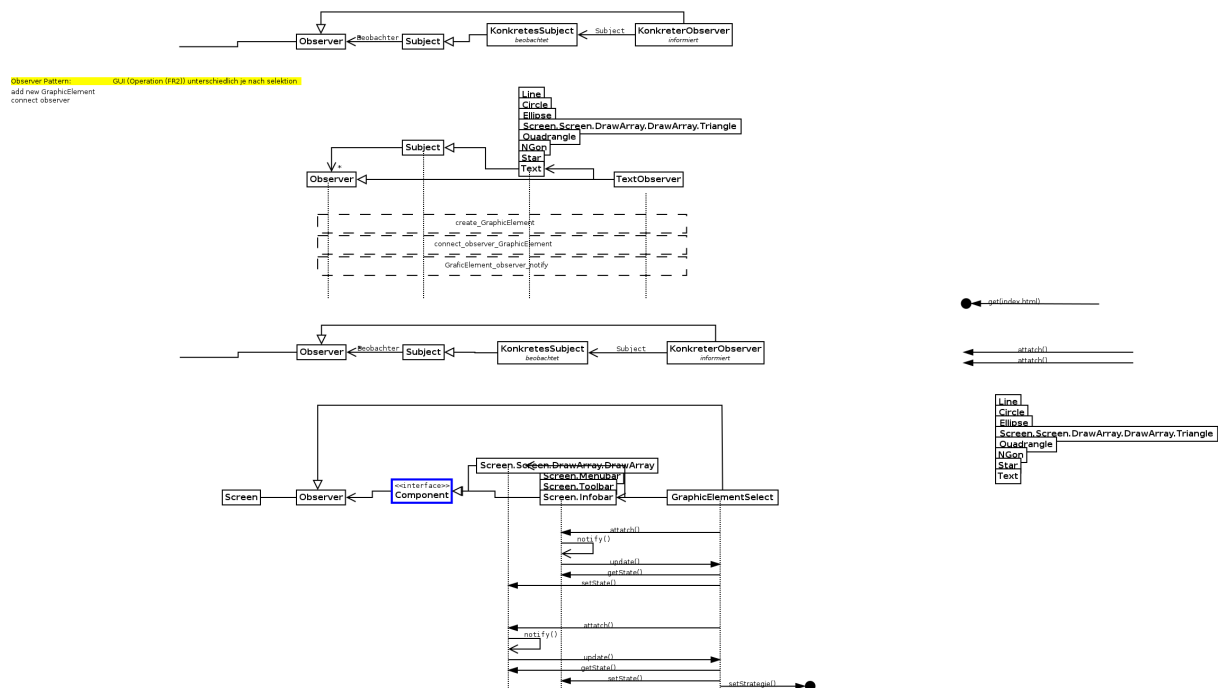 Observer
Beobachter
*
Subject
KonkretesSubject
beobachtet
Subject
KonkreterObserver
informiert
Observer Pattern: GUI (Operation (FR2)) unterschiedlich je nach selektion
add new GraphicElement
connect observer
Line
Circle
Ellipse
Screen.Screen.DrawArray.DrawArray.Triangle
Quadrangle
NGon
Star
Text
Subject
*
Observer
TextObserver
create_GraphicElement
connect_observer_GraphicElement
GraficElement_observer_notify
get(index.html)
Observer
Beobachter
*
Subject
KonkretesSubject
beobachtet
Subject
KonkreterObserver
informiert
attatch()
attatch()
Line
Circle
Ellipse
Screen.Screen.DrawArray.DrawArray.Triangle
Quadrangle
NGon
Star
Text
Screen.Screen.DrawArray.DrawArray
Screen.Menubar
Screen.Toolbar
Screen.Infobar
Screen
Observer
<<interface>>
Component
GraphicElementSelect
attatch()
notify()
update()
getState()
setState()
attatch()
notify()
update()
getState()
setState()
setStrategie()